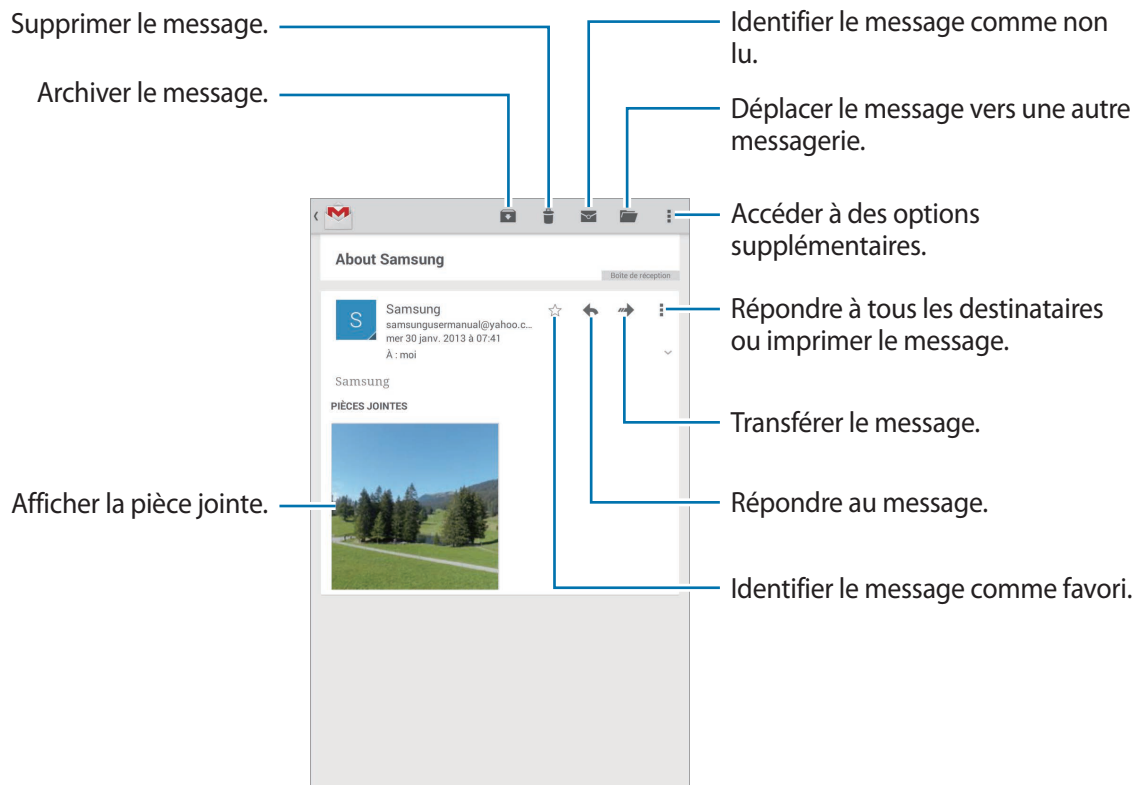 Supprimer le message.
Archiver le message.
Identifier le message comme non
lu.
Déplacer le message vers une autre
messagerie.
Accéder à des options
supplémentaires.
About Samsung
Boîte de réception
S
Samsung
samsungusermanual@yahoo.c...
mer 30 janv. 2013 à 07:41
À : moi
Samsung
PIÈCES JOINTES
Répondre à tous les destinataires
ou imprimer le message.
Transférer le message.
Afficher la pièce jointe.
Répondre au message.
Identifier le message comme favori.